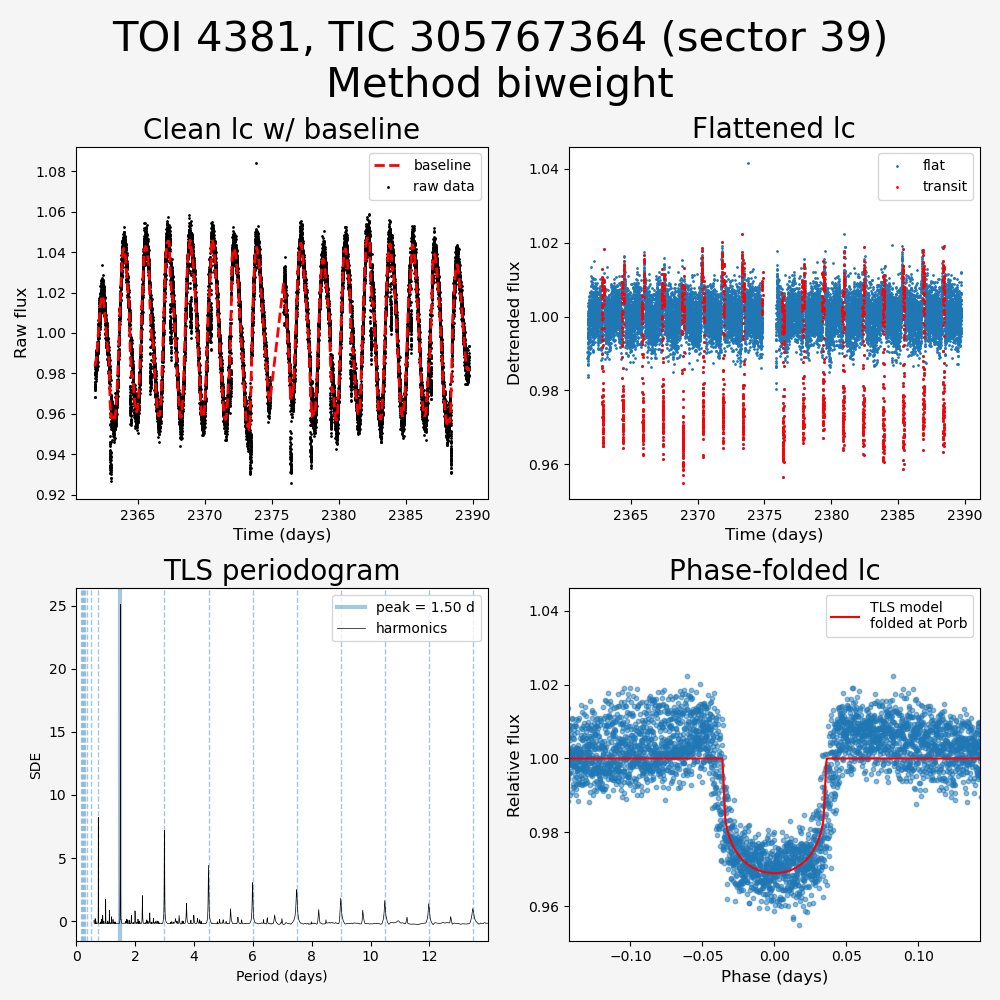 TOI 4381, TIC 305767364 (sector 39)
Method biweight
Clean lc w/ baseline
baseline
raw data
Raw flux
1.08
1.06
1.04
1.02
1.00
0.98
0.96
0.94
0.92
2365 2370 2375 2380 2385 2390
Time (days)
Flattened lc
flat
transit
Detrended flux
1.04
1.02
1.00
0.98
0.96
2365 2370 2375 2380 2385 2390
Time (days)
TLS periodogram
peak = 1.50 d
harmonics
SDE
25
20
15
10
5
0
0 2 4 6 8 10 12
Period (days)
Phase-folded lc
TLS model
folded at Porb
Relative flux
1.04
1.02
1.00
0.98
0.96
−0.10 −0.05 0.00 0.05 0.10
Phase (days)